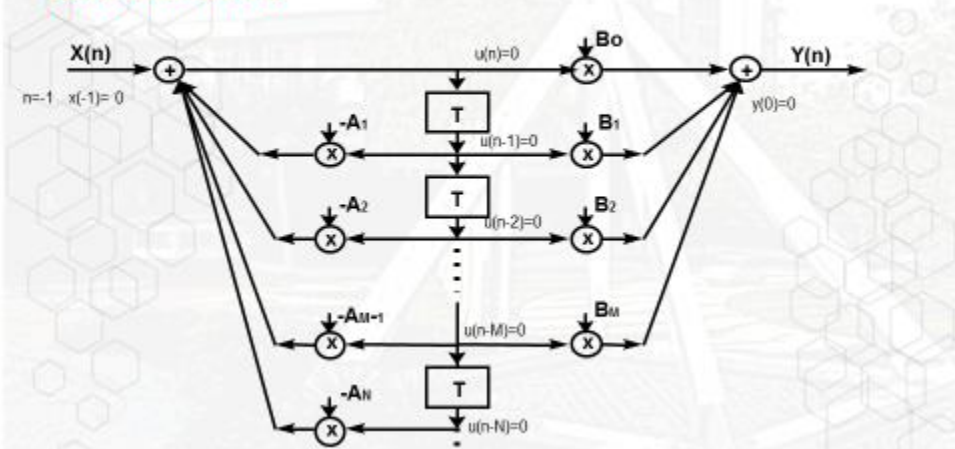 X(n) + u(n)=0 Bo x + Y(n)
n=-1 x(-1)= 0 y(0)=0
T
-A1 x u(n-1)=0 B1 x
T
-A2 x u(n-2)=0 B2 x
-AM-1 x u(n-M)=0 BM x
T
-AN x u(n-N)=0